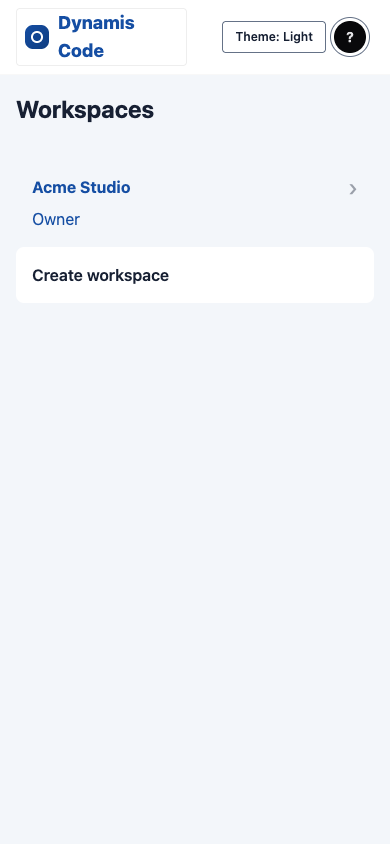 Dynamis
Code
Theme: Light
?
Workspaces
Acme Studio
Owner
Create workspace